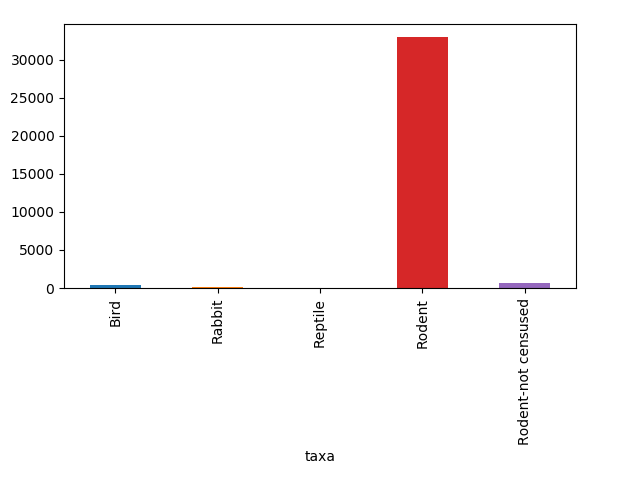 30000
25000
20000
15000
10000
5000
0
Bird
Rabbit
Reptile
Rodent
Rodent-not censused
taxa